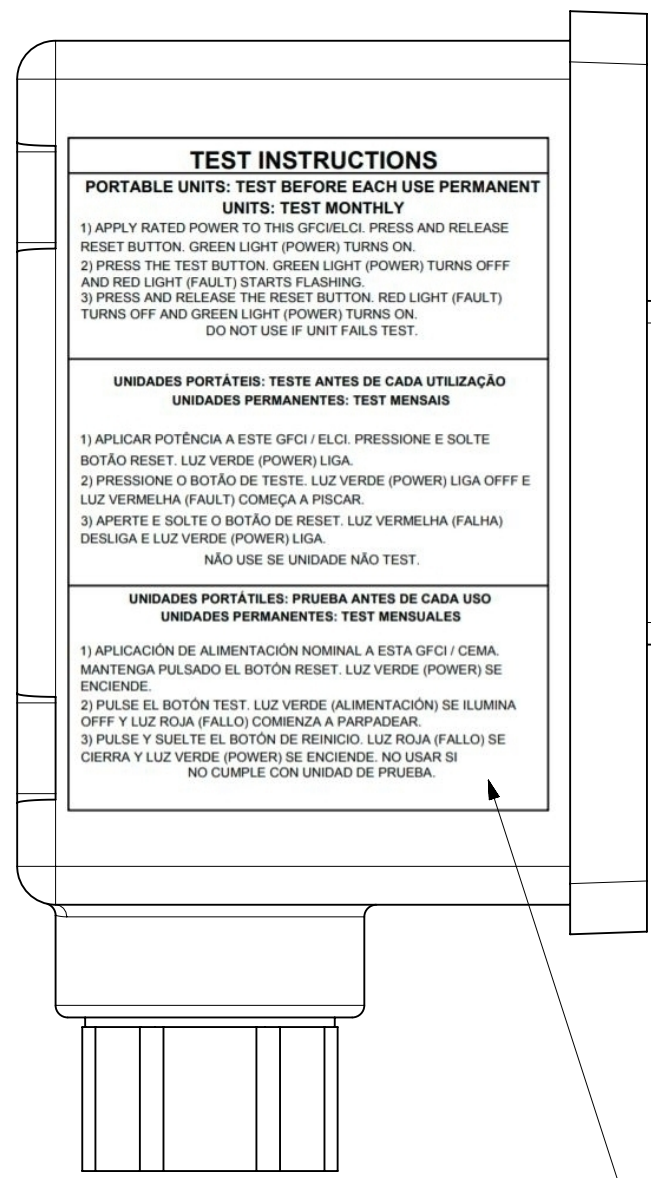 TEST INSTRUCTIONS
PORTABLE UNITS: TEST BEFORE EACH USE PERMANENT
UNITS: TEST MONTHLY
1) APPLY RATED POWER TO THIS GFCI/ELCI. PRESS AND RELEASE
RESET BUTTON. GREEN LIGHT (POWER) TURNS ON.
2) PRESS THE TEST BUTTON. GREEN LIGHT (POWER) TURNS OFFF
AND RED LIGHT (FAULT) STARTS FLASHING.
3) PRESS AND RELEASE THE RESET BUTTON. RED LIGHT (FAULT)
TURNS OFF AND GREEN LIGHT (POWER) TURNS ON.
DO NOT USE IF UNIT FAILS TEST.
UNIDADES PORTÁTEIS: TESTE ANTES DE CADA UTILIZAÇÃO
UNIDADES PERMANENTES: TEST MENSAIS
1) APLICAR POTÊNCIA A ESTE GFCI / ELCI. PRESSIONE E SOLTE
BOTÃO RESET. LUZ VERDE (POWER) LIGA.
2) PRESSIONE O BOTÃO DE TESTE. LUZ VERDE (POWER) LIGA OFFF E
LUZ VERMELHA (FAULT) COMEÇA A PISCAR.
3) APERTE E SOLTE O BOTÃO DE RESET. LUZ VERMELHA (FALHA)
DESLIGA E LUZ VERDE (POWER) LIGA.
NÃO USE SE UNIDADE NÃO TEST.
UNIDADES PORTÁTILES: PRUEBA ANTES DE CADA USO
UNIDADES PERMANENTES: TEST MENSUALES
1) APLICACIÓN DE ALIMENTACIÓN NOMINAL A ESTA GFCI / CEMA.
MANTENGA PULSADO EL BOTÓN RESET. LUZ VERDE (POWER) SE
ENCIENDE.
2) PULSE EL BOTÓN TEST. LUZ VERDE (ALIMENTACIÓN) SE ILUMINA
OFFF Y LUZ ROJA (FALLO) COMIENZA A PARPADEAR.
3) PULSE Y SUELTE EL BOTÓN DE REINICIO. LUZ ROJA (FALLO) SE
CIERRA Y LUZ VERDE (POWER) SE ENCIENDE. NO USAR SI
NO CUMPLE CON UNIDAD DE PRUEBA.